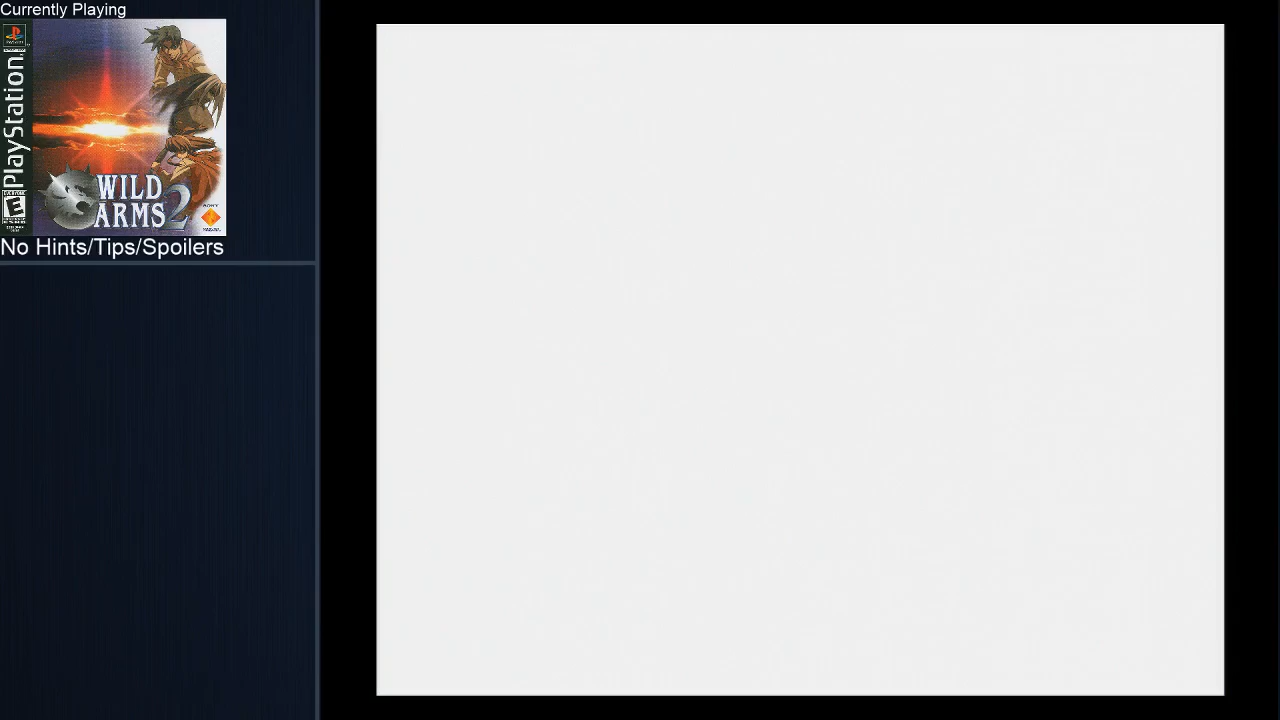 Currently Playing
PlayStation
WILD
ARMS
2
No Hints/Tips/Spoilers